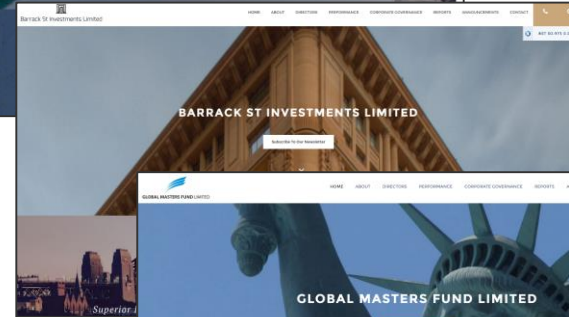 Barrack St Investments Limited
HOME ABOUT DIRECTORS PERFORMANCE CORPORATE GOVERNANCE REPORTS ANNOUNCEMENTS CONTACT
BARRACK ST INVESTMENTS LIMITED
Subscribe To Our Newsletter
GLOBAL MASTERS FUND LIMITED
HOME ABOUT DIRECTORS PERFORMANCE CORPORATE GOVERNANCE REPORTS
GLOBAL MASTERS FUND LIMITED
Superior